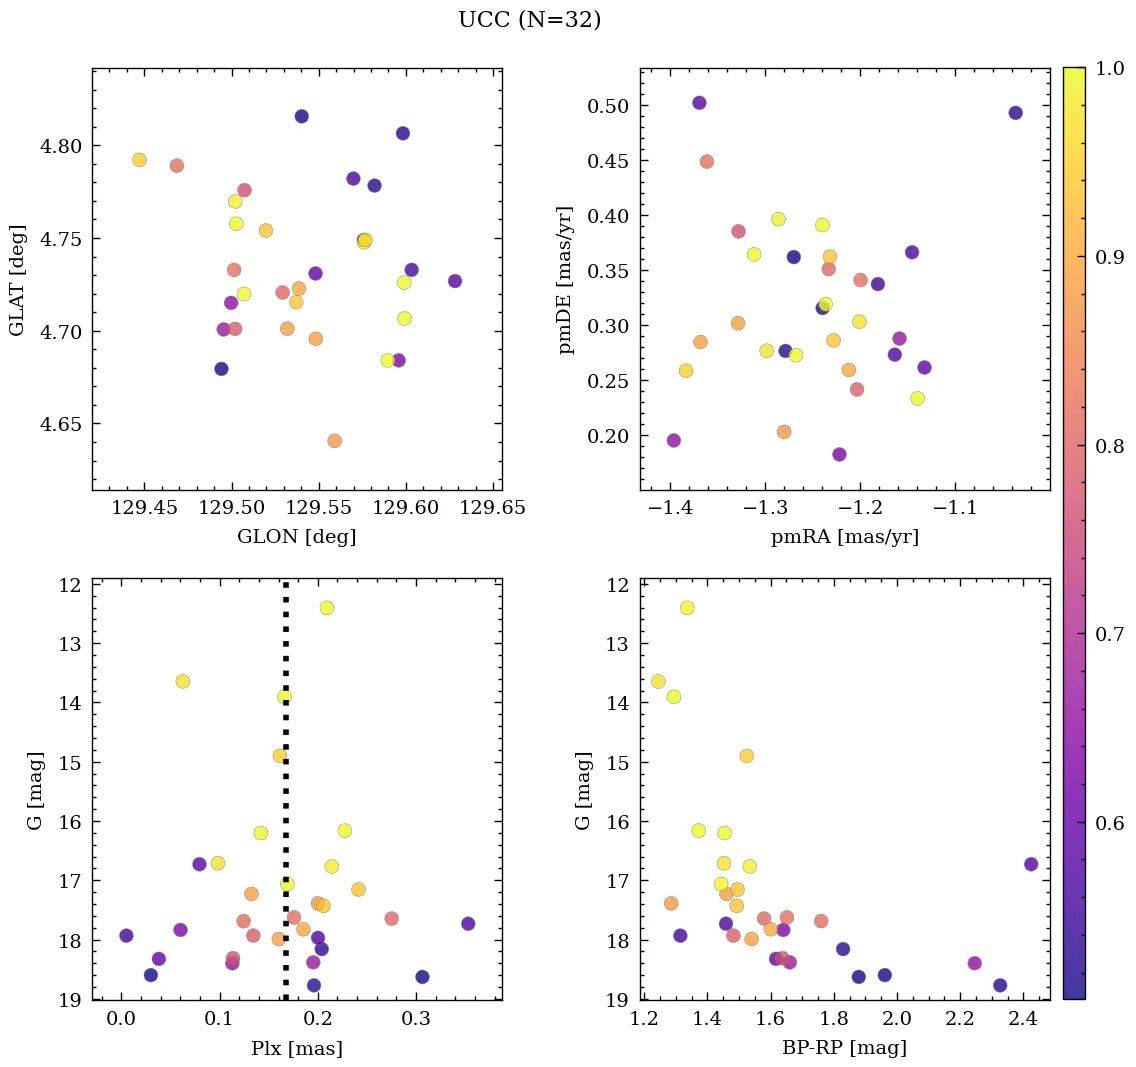 UCC (N=32)
GLAT [deg]
4.80
4.75
4.70
4.65
129.45 129.50 129.55 129.60 129.65
GLON [deg]
pmDE [mas/yr]
0.50
0.45
0.40
0.35
0.30
0.25
0.20
−1.4 −1.3 −1.2 −1.1
pmRA [mas/yr]
G [mag]
12
13
14
15
16
17
18
19
0.0 0.1 0.2 0.3
Plx [mas]
G [mag]
12
13
14
15
16
17
18
19
1.2 1.4 1.6 1.8 2.0 2.2 2.4
BP-RP [mag]
1.0
0.9
0.8
0.7
0.6